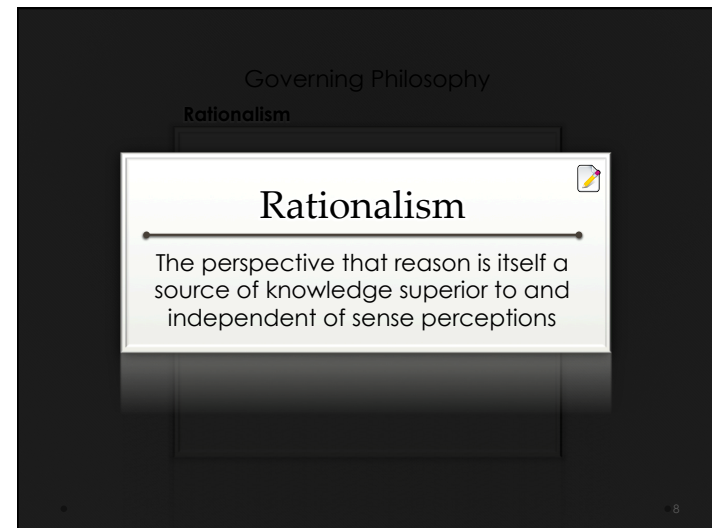 Governing Philosophy
Rationalism
Rationalism
The perspective that reason is itself a
source of knowledge superior to and
independent of sense perceptions
8